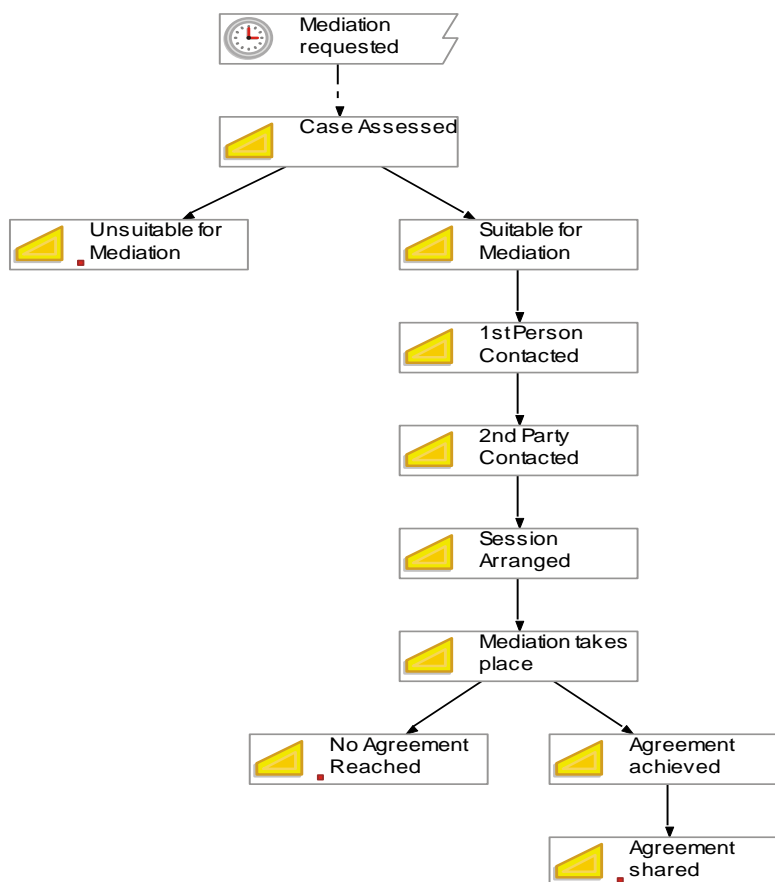 Mediation
requested
Case Assessed
Unsuitable for
Mediation
Suitable for
Mediation
1st Person
Contacted
2nd Party
Contacted
Session
Arranged
Mediation takes
place
No Agreement
Reached
Agreement
achieved
Agreement
shared